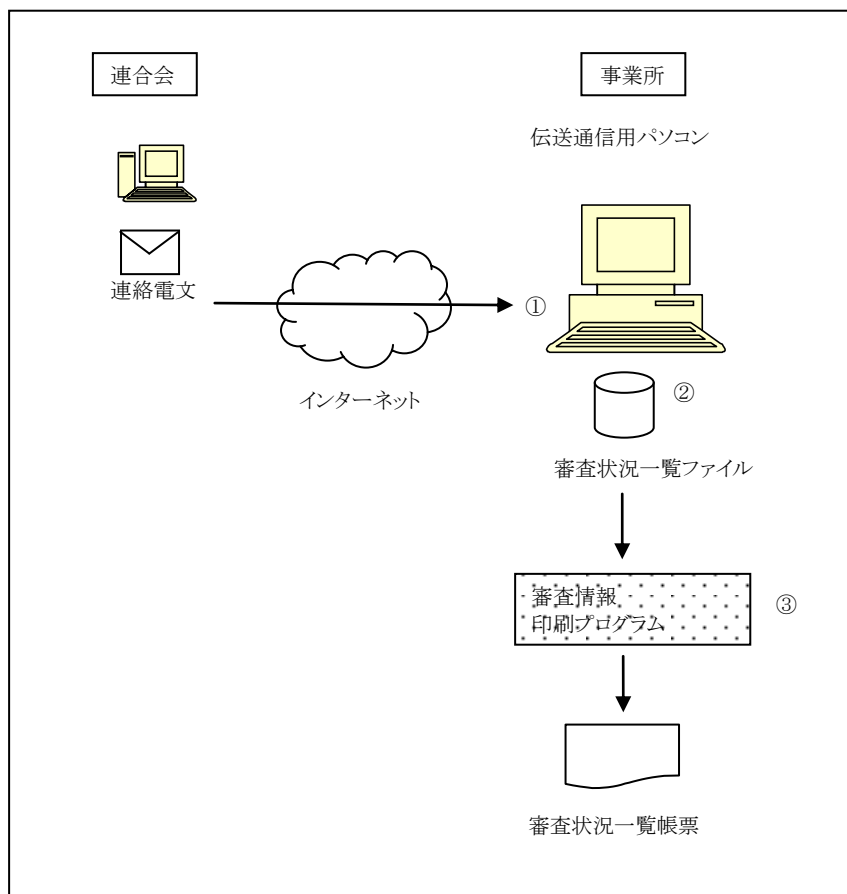 連合会
事業所
伝送通信用パソコン
連絡電文
①
インターネット
②
審査状況一覧ファイル
審査情報
印刷プログラム
③
審査状況一覧帳票